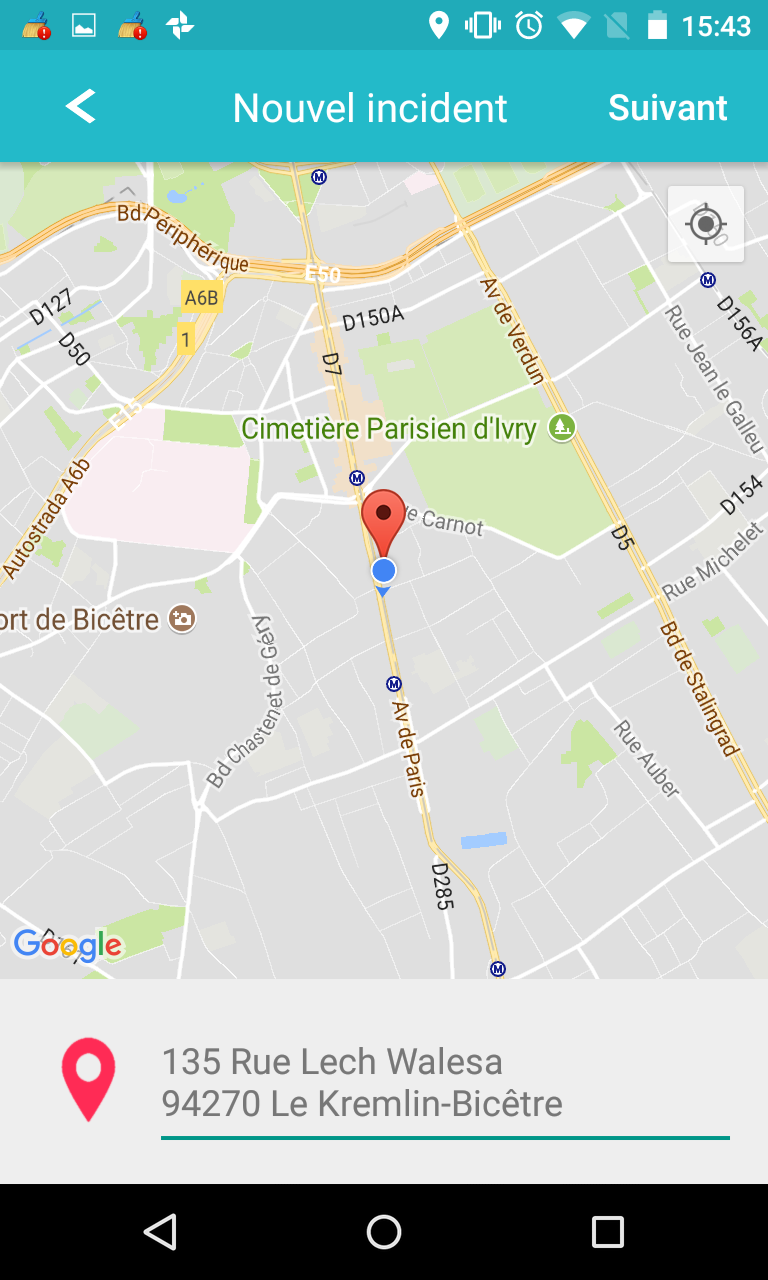 15:43
Nouvel incident
Suivant
M
Bd Périphérique
E50
A6B
M
D127
D150A
D156A
Av de Verdun
1
D50
D7
Rue Jean le Galleu
E15
Cimetière Parisien d'Ivry
Autostrada A6b
M
D154
e Carnot
D5
Rue Michelet
ort de Bicêtre
Bd Chastenet de Géry
M
Bd de Stalingrad
Av de Paris
Rue Auber
D285
Google
M
135 Rue Lech Walesa
94270 Le Kremlin-Bicêtre